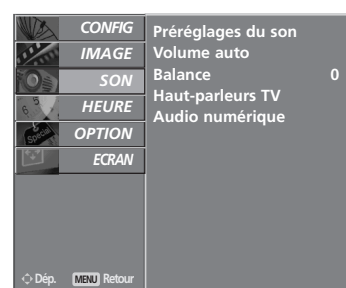 CONFIG
IMAGE
SON
HEURE
OPTION
ECRAN
Préréglages du son
Volume auto
Balance 0
Haut-parleurs TV
Audio numérique
Dép. MENU Retour
Special